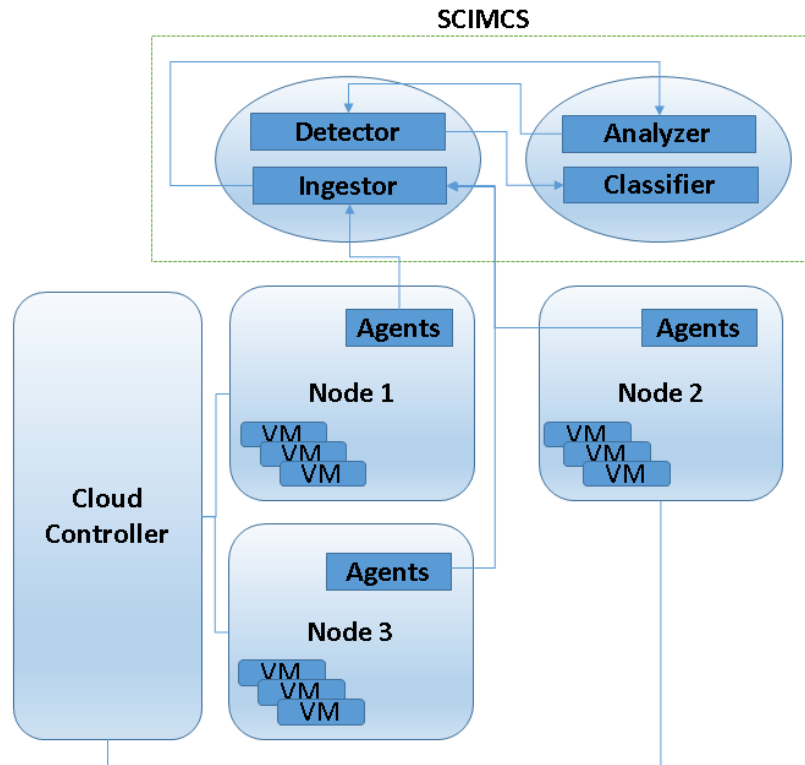 SCIMCS
Detector
Analyzer
Ingestor
Classifier
Agents
Agents
Node 1
Node 2
VM
VM
VM
VM
VM
VM
Cloud
Controller
Agents
Node 3
VM
VM
VM